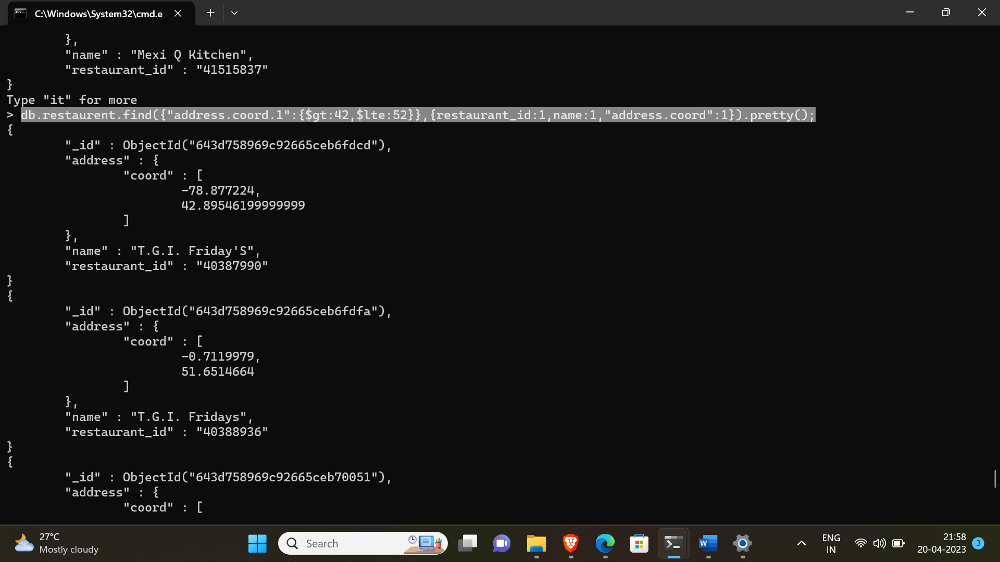 C:\Windows\System32\cmd.e
},
"name" : "Mexi Q Kitchen",
"restaurant_id" : "41515837"
}
Type "it" for more
> db.restaurent.find({"address.coord.1":{$gt:42,$lte:52}},{restaurant_id:1,name:1,"address.coord":1}).pretty();
{
"_id" : ObjectId("643d758969c92665ceb6fdcd"),
"address" : {
"coord" : [
-78.877224,
42.89546199999999
]
},
"name" : "T.G.I. Friday'S",
"restaurant_id" : "40387990"
}
{
"_id" : ObjectId("643d758969c92665ceb6fdfa"),
"address" : {
"coord" : [
-0.7119979,
51.6514664
]
},
"name" : "T.G.I. Fridays",
"restaurant_id" : "40388936"
}
{
"_id" : ObjectId("643d758969c92665ceb70051"),
"address" : {
"coord" : [
27°C
Mostly cloudy
Search
W
ENG
IN
21:58
20-04-2023
3